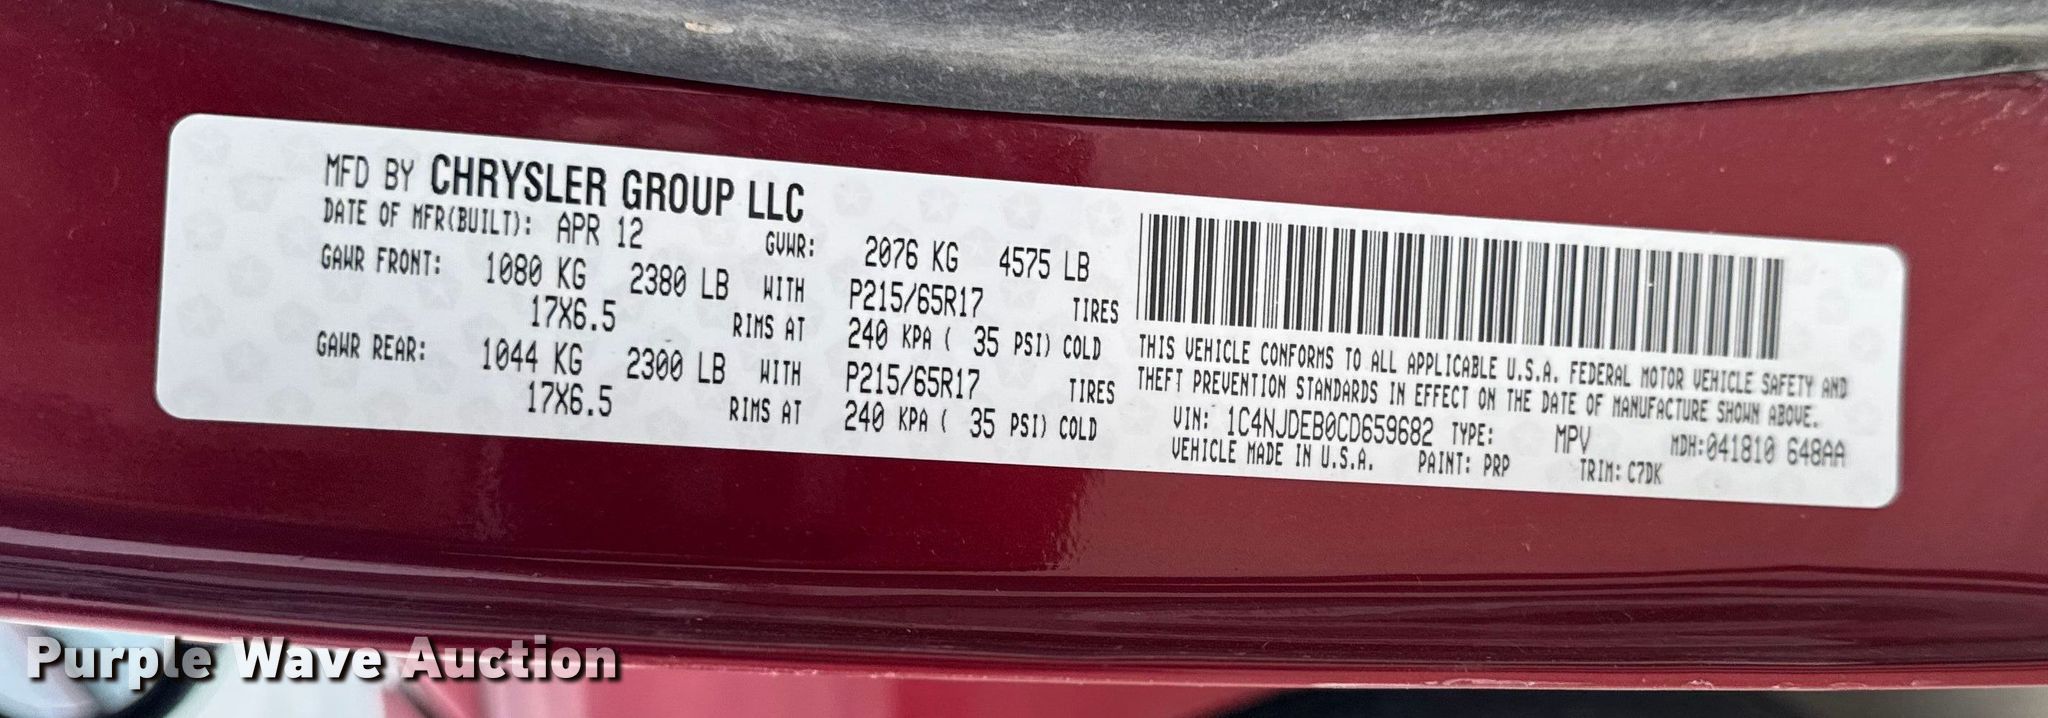 MFD BY CHRYSLER GROUP LLC
DATE OF MFR(BUILT): APR 12 GVWR: 2076 KG 4575 LB
GAWR FRONT: 1080 KG 2380 LB WITH P215/65R17 TIRES
17X6.5 RIMS AT 240 KPA ( 35 PSI) COLD
GAWR REAR: 1044 KG 2300 LB WITH P215/65R17 TIRES
17X6.5 RIMS AT 240 KPA ( 35 PSI) COLD
THIS VEHICLE CONFORMS TO ALL APPLICABLE U.S.A. FEDERAL MOTOR VEHICLE SAFETY AND
THEFT PREVENTION STANDARDS IN EFFECT ON THE DATE OF MANUFACTURE SHOWN ABOVE.
VIN: 1C4NJDEB0CD659682 TYPE: MPV MDH:041810 648AA
VEHICLE MADE IN U.S.A. PAINT: PRP TRIM: C7DK
Purple Wave Auction